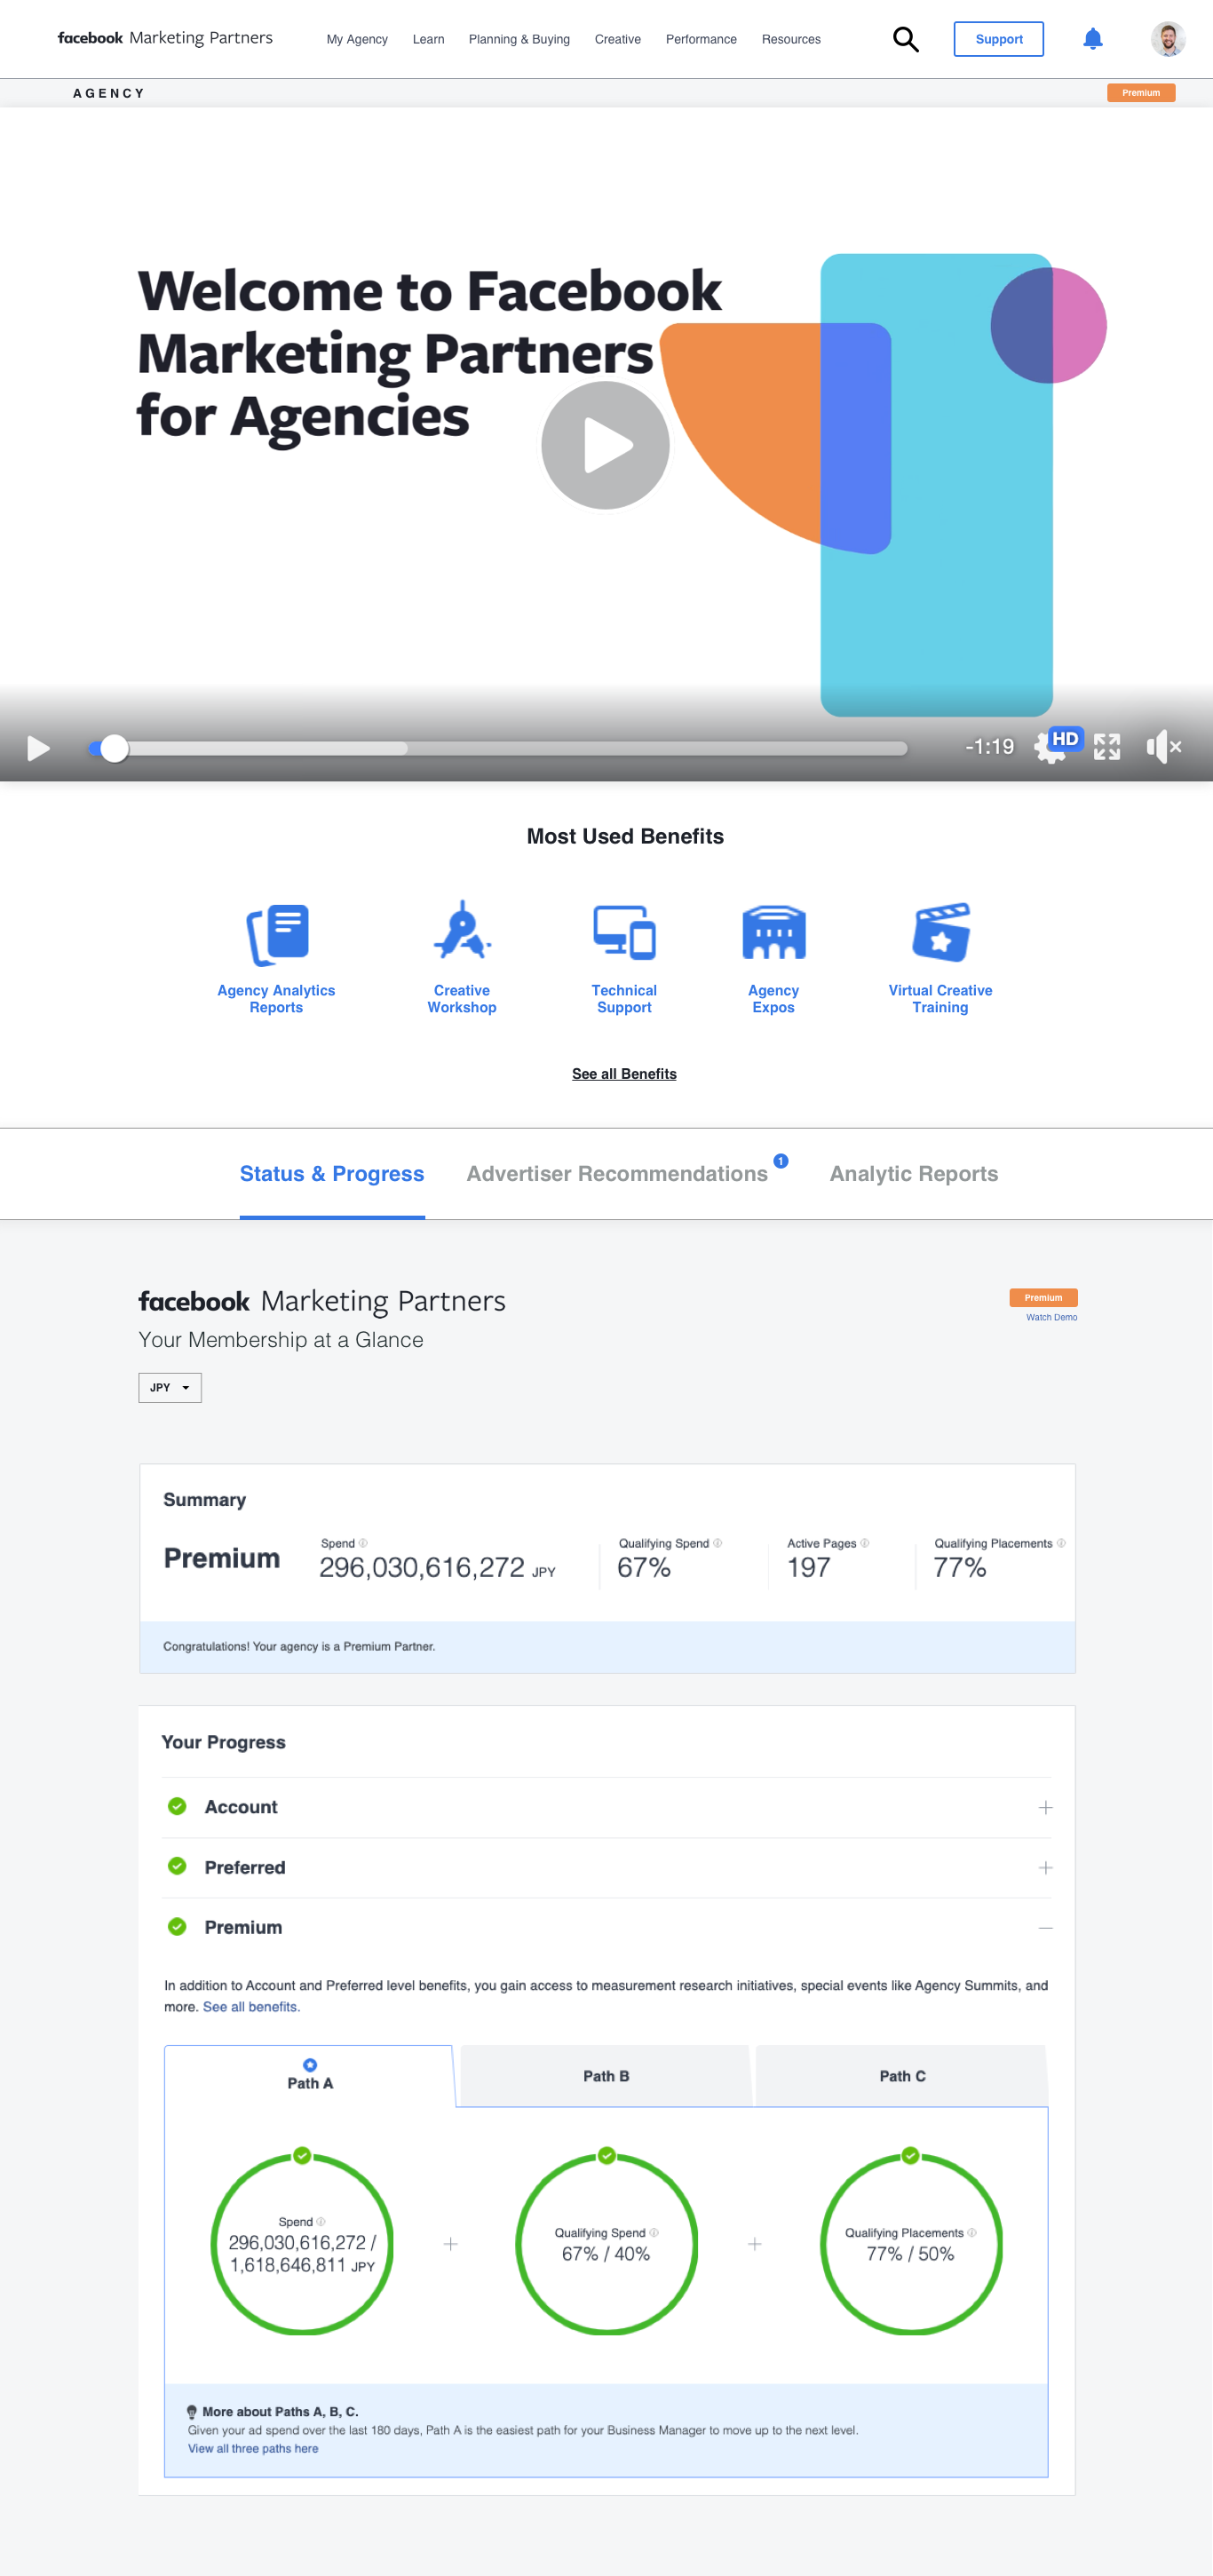 facebook Marketing Partners
My Agency Learn Planning & Buying Creative Performance Resources
Support
AGENCY
Premium
Welcome to Facebook
Marketing Partners
for Agencies
-1:19
HD
Most Used Benefits
Agency Analytics
Reports
Creative
Workshop
Technical
Support
Agency
Expos
Virtual Creative
Training
See all Benefits
Status & Progress
Advertiser Recommendations
1
Analytic Reports
facebook Marketing Partners
Premium
Watch Demo
Your Membership at a Glance
JPY
Summary
Premium
Spend
296,030,616,272 JPY
Qualifying Spend
67%
Active Pages
197
Qualifying Placements
77%
Congratulations! Your agency is a Premium Partner.
Your Progress
Account
Preferred
Premium
In addition to Account and Preferred level benefits, you gain access to measurement research initiatives, special events like Agency Summits, and
more. See all benefits.
Path A
Path B
Path C
Spend
296,030,616,272 /
1,618,646,811 JPY
+
Qualifying Spend
67% / 40%
+
Qualifying Placements
77% / 50%
More about Paths A, B, C.
Given your ad spend over the last 180 days, Path A is the easiest path for your Business Manager to move up to the next level.
View all three paths here